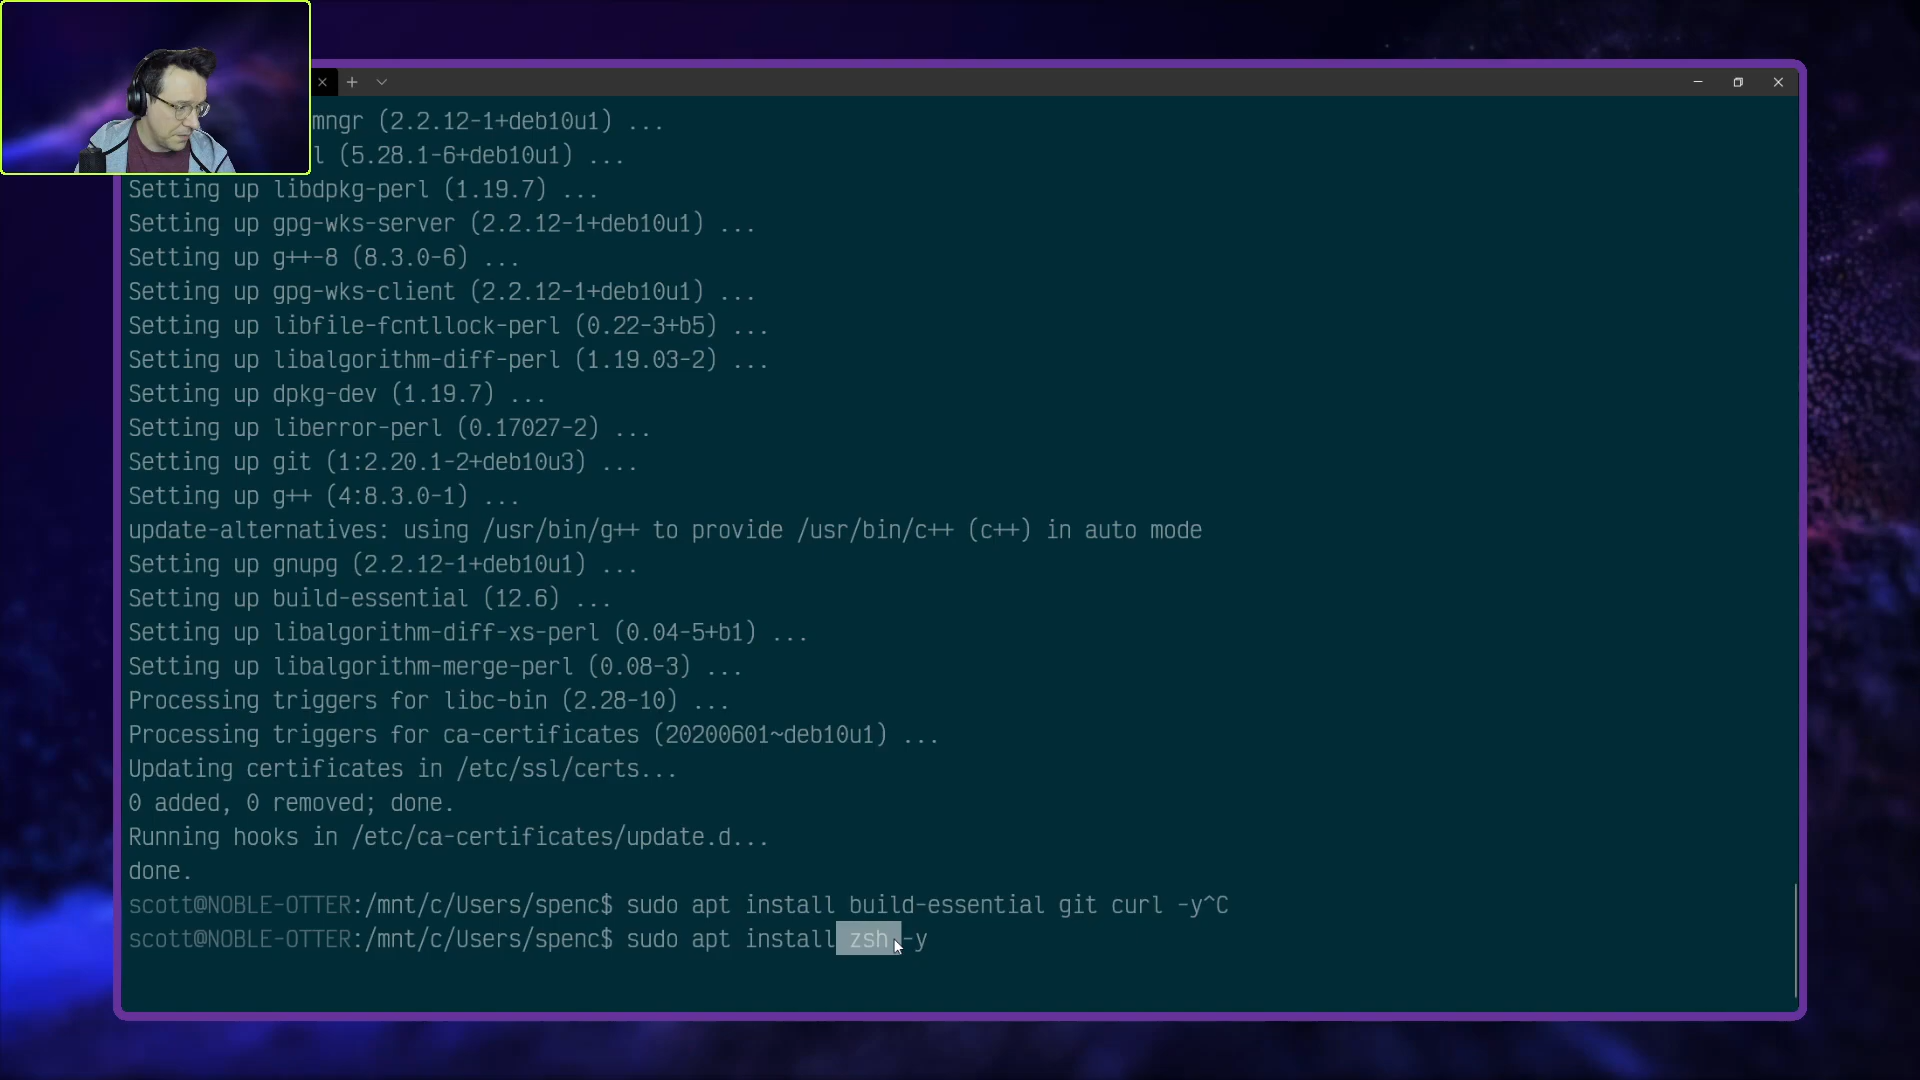 mngr (2.2.12-1+deb10u1) ...
l (5.28.1-6+deb10u1) ...
Setting up libdpkg-perl (1.19.7) ...
Setting up gpg-wks-server (2.2.12-1+deb10u1) ...
Setting up g++-8 (8.3.0-6) ...
Setting up gpg-wks-client (2.2.12-1+deb10u1) ...
Setting up libfile-fcntllock-perl (0.22-3+b5) ...
Setting up libalgorithm-diff-perl (1.19.03-2) ...
Setting up dpkg-dev (1.19.7) ...
Setting up liberror-perl (0.17027-2) ...
Setting up git (1:2.20.1-2+deb10u3) ...
Setting up g++ (4:8.3.0-1) ...
update-alternatives: using /usr/bin/g++ to provide /usr/bin/c++ (c++) in auto mode
Setting up gnupg (2.2.12-1+deb10u1) ...
Setting up build-essential (12.6) ...
Setting up libalgorithm-diff-xs-perl (0.04-5+b1) ...
Setting up libalgorithm-merge-perl (0.08-3) ...
Processing triggers for libc-bin (2.28-10) ...
Processing triggers for ca-certificates (20200601~deb10u1) ...
Updating certificates in /etc/ssl/certs...
0 added, 0 removed; done.
Running hooks in /etc/ca-certificates/update.d...
done.
scott@NOBLE-OTTER:/mnt/c/Users/spenc$ sudo apt install build-essential git curl -y^C
scott@NOBLE-OTTER:/mnt/c/Users/spenc$ sudo apt install zsh -y